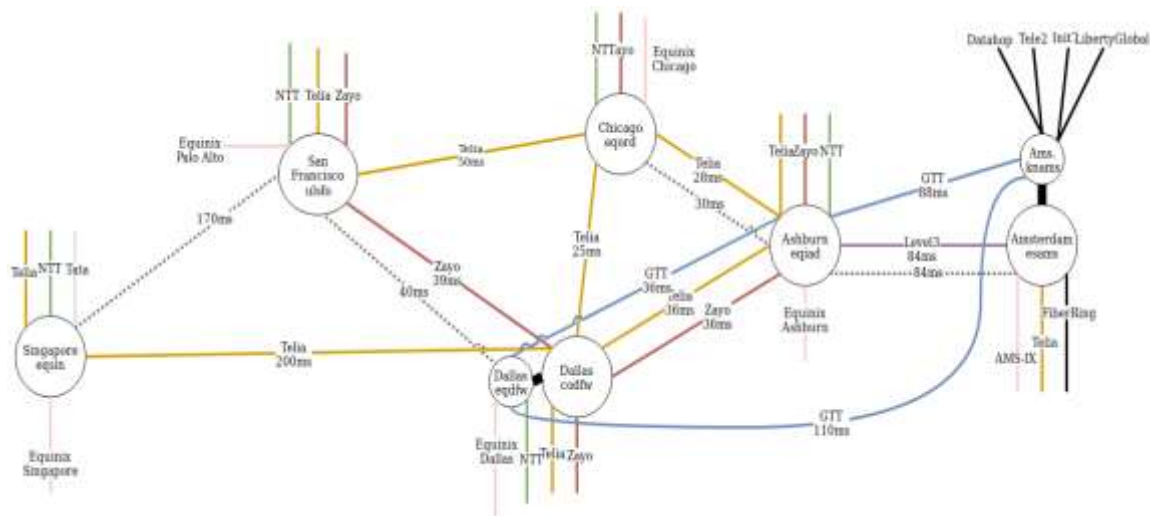 Datahop
Tele2
LibertyGlobal
NTT
Equinix
Chicago
NTT
Telia
Zayo
Chicago
eqord
Ams.
knams
Equinix
Palo Alto
San
Francisco
ulsfo
Telia
50ms
Telia
Zayo
NTT
Telia
28ms
GTT
88ms
30ms
170ms
Ashburn
eqiad
Level3
84ms
84ms
Amsterdam
esams
Telia
25ms
Telia
NTT
Tata
Zayo
39ms
40ms
GTT
36ms
Telia
36ms
Zayo
36ms
Equinix
Ashburn
FiberRing
Telia
AMS-IX
Singapore
eqsin
Telia
200ms
Dallas
eqdfw
Dallas
codfw
GTT
110ms
Equinix
Dallas
NTT
Telia
Zayo
Equinix
Singapore